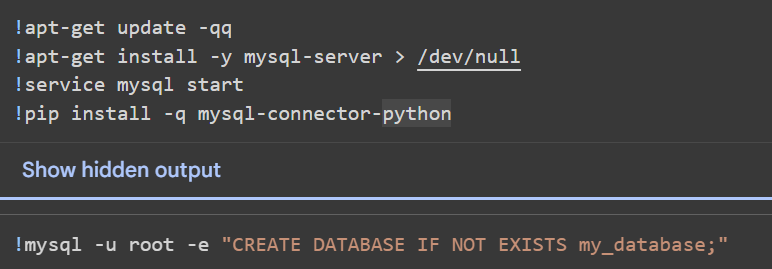 !apt-get update -qq
!apt-get install -y mysql-server > /dev/null
!service mysql start
!pip install -q mysql-connector-python
Show hidden output
!mysql -u root -e "CREATE DATABASE IF NOT EXISTS my_database;"